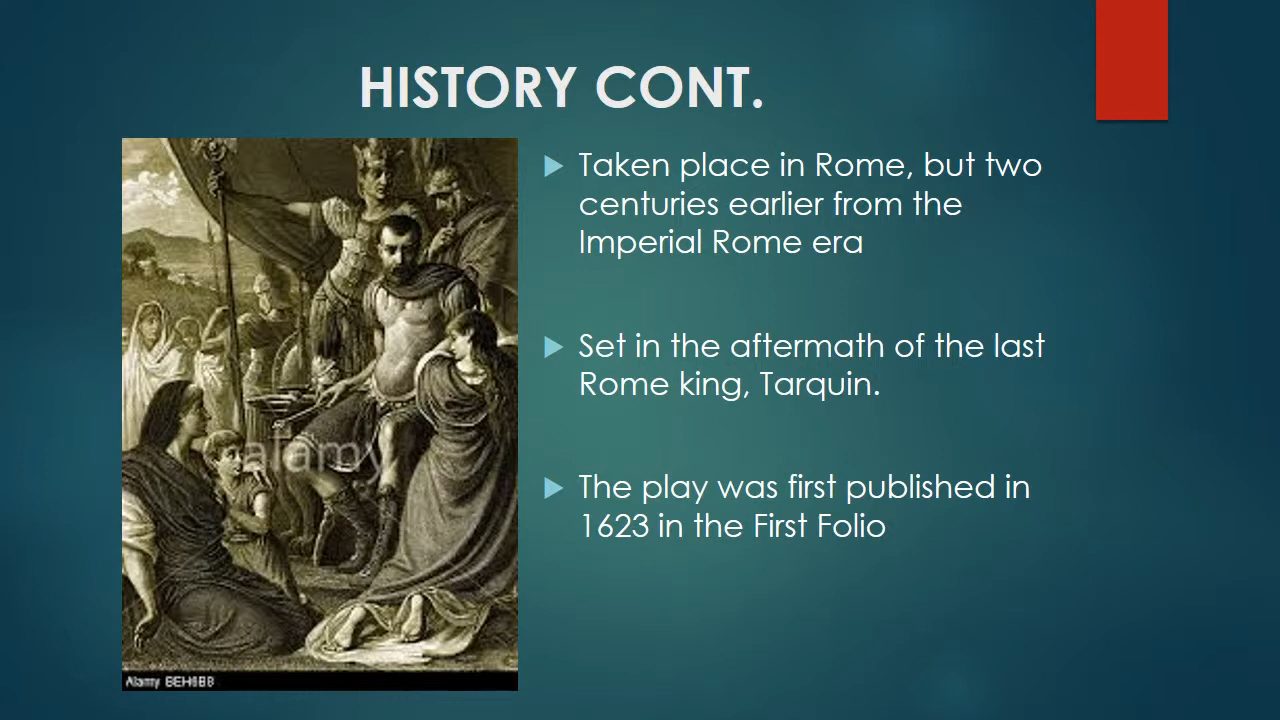 HISTORY CONT.
Taken place in Rome, but two
centuries earlier from the
Imperial Rome era
Set in the aftermath of the last
Rome king, Tarquin.
The play was first published in
1623 in the First Folio
alamy
Alamy